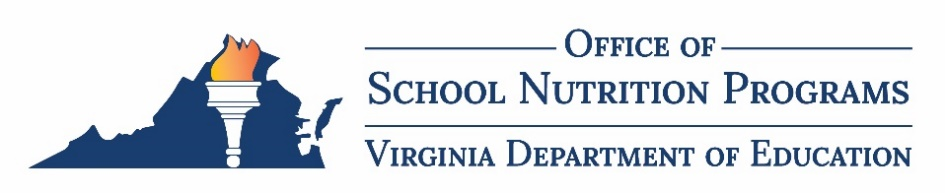 Office of
School Nutrition Programs
Virginia Department of Education